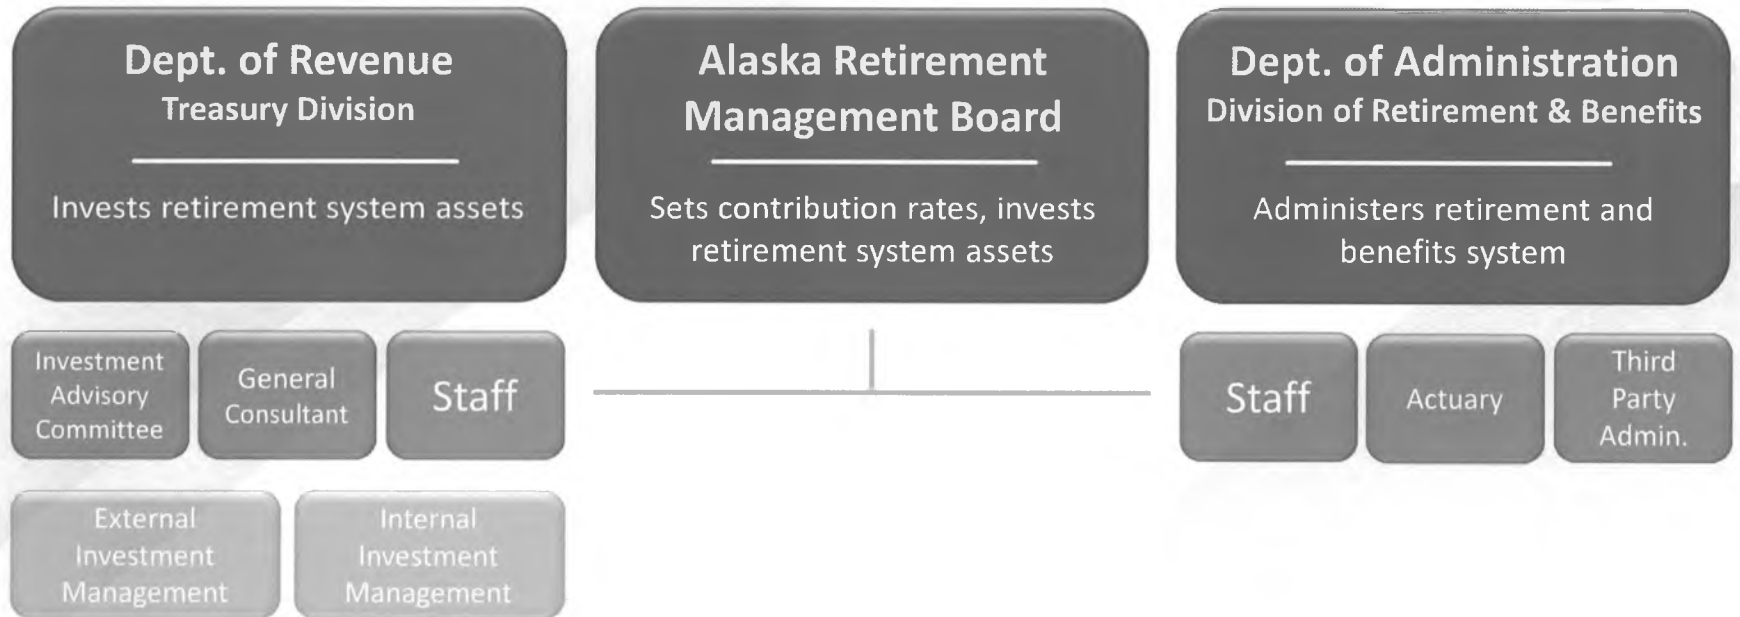 Dept. of Revenue
Treasury Division
Invests retirement system assets
Alaska Retirement
Management Board
Sets contribution rates, invests
retirement system assets
Dept. of Administration
Division of Retirement & Benefits
Administers retirement and
benefits system
Investment
Advisory
Committee
General
Consultant
Staff
Staff
Actuary
Third
Party
Admin.
External
Investment
Management
Internal
Investment
Management